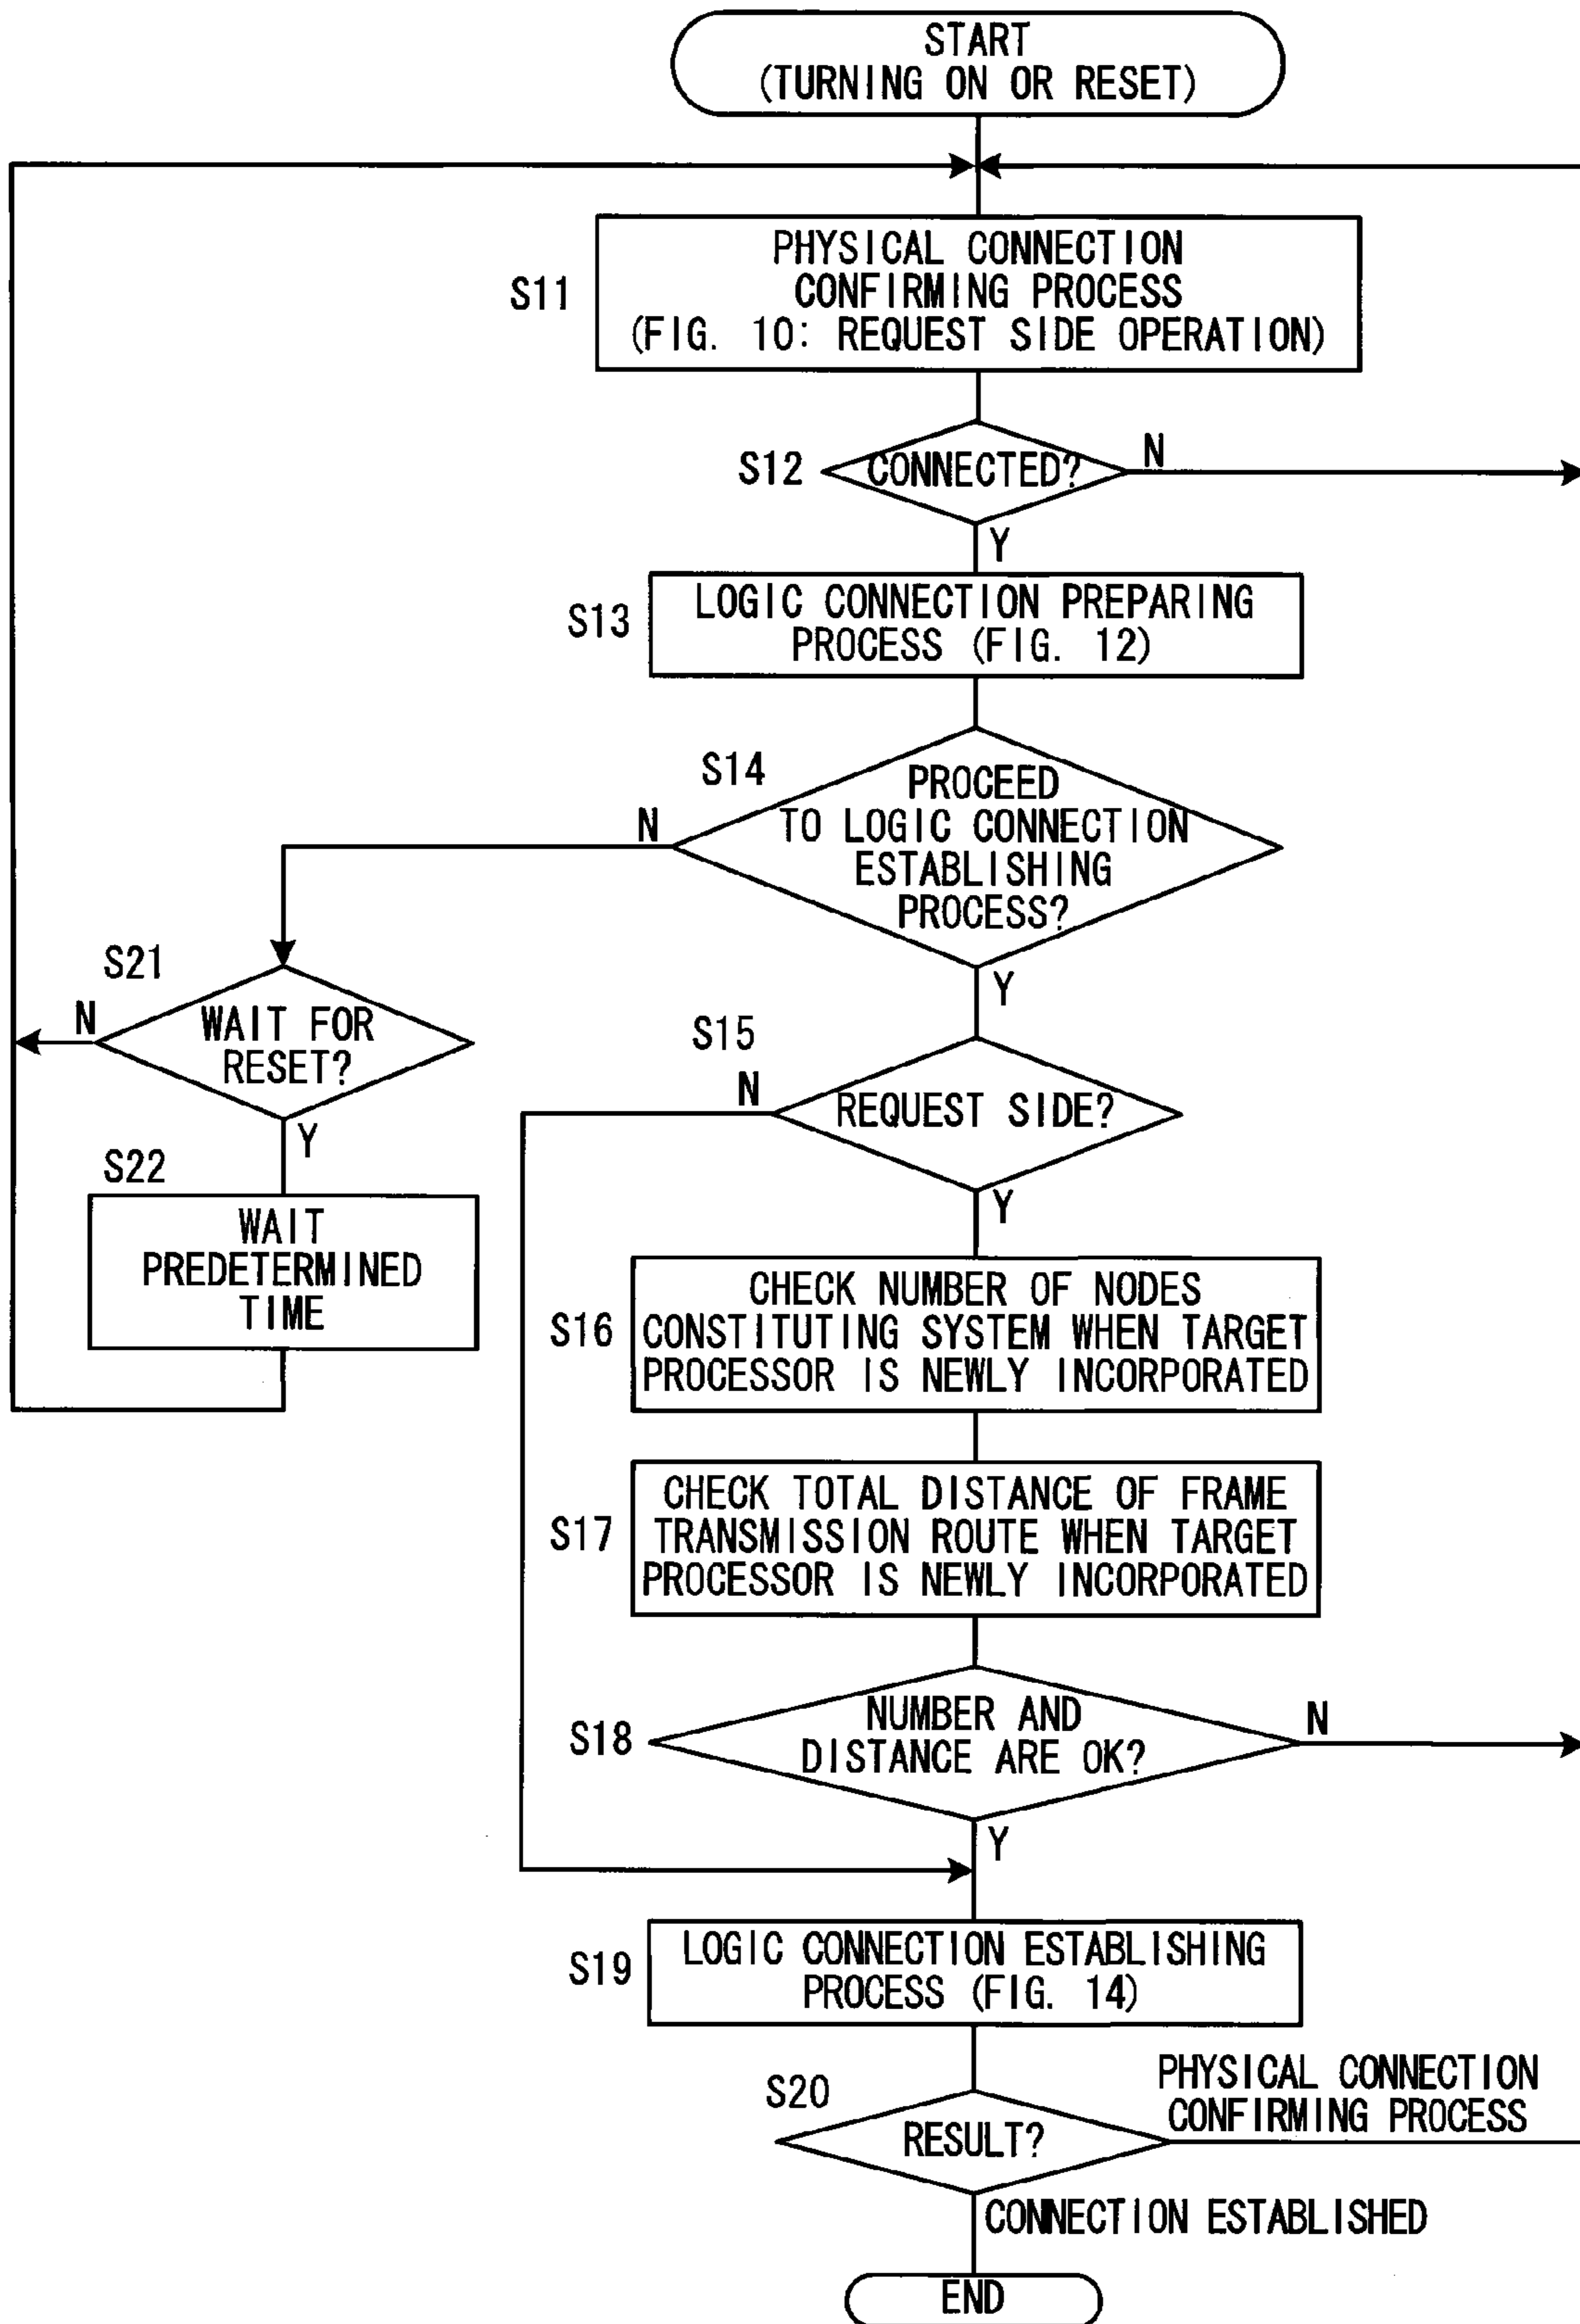 START
(TURNING ON OR RESET)
S11
PHYSICAL CONNECTION
CONFIRMING PROCESS
(FIG. 10: REQUEST SIDE OPERATION)
S12
CONNECTED?
N
Y
S13
LOGIC CONNECTION PREPARING
PROCESS (FIG. 12)
S14
PROCEED
TO LOGIC CONNECTION
ESTABLISHING
PROCESS?
N
Y
S21
WAIT FOR
RESET?
N
Y
S22
WAIT
PREDETERMINED
TIME
S15
REQUEST SIDE?
N
Y
S16
CHECK NUMBER OF NODES
CONSTITUTING SYSTEM WHEN TARGET
PROCESSOR IS NEWLY INCORPORATED
S17
CHECK TOTAL DISTANCE OF FRAME
TRANSMISSION ROUTE WHEN TARGET
PROCESSOR IS NEWLY INCORPORATED
S18
NUMBER AND
DISTANCE ARE OK?
N
Y
S19
LOGIC CONNECTION ESTABLISHING
PROCESS (FIG. 14)
S20
RESULT?
PHYSICAL CONNECTION
CONFIRMING PROCESS
CONNECTION ESTABLISHED
END